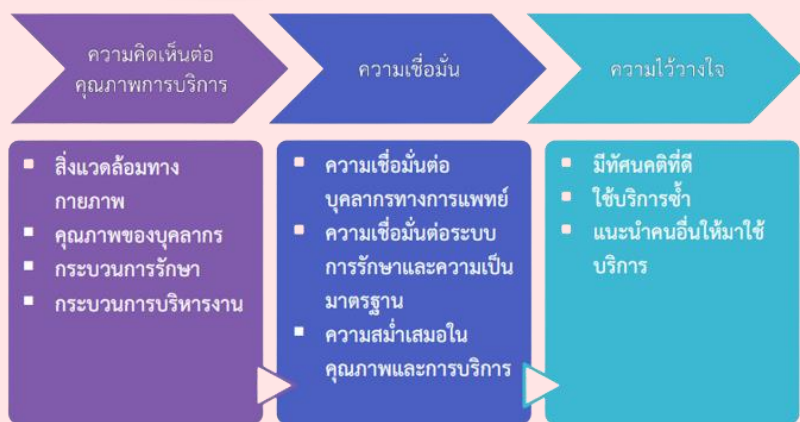 ความคิดเห็นต่อ
คุณภาพการบริการ
ความเชื่อมั่น
ความไว้วางใจ
สิ่งแวดล้อมทาง
กายภาพ
คุณภาพของบุคลากร
กระบวนการรักษา
กระบวนการบริหารงาน
ความเชื่อมั่นต่อ
บุคลากรทางการแพทย์
ความเชื่อมั่นต่อระบบ
การรักษาและความเป็น
มาตรฐาน
ความสม่ำเสมอใน
คุณภาพและการบริการ
มีทัศนคติที่ดี
ใช้บริการซ้ำ
แนะนำคนอื่นให้มาใช้
บริการ